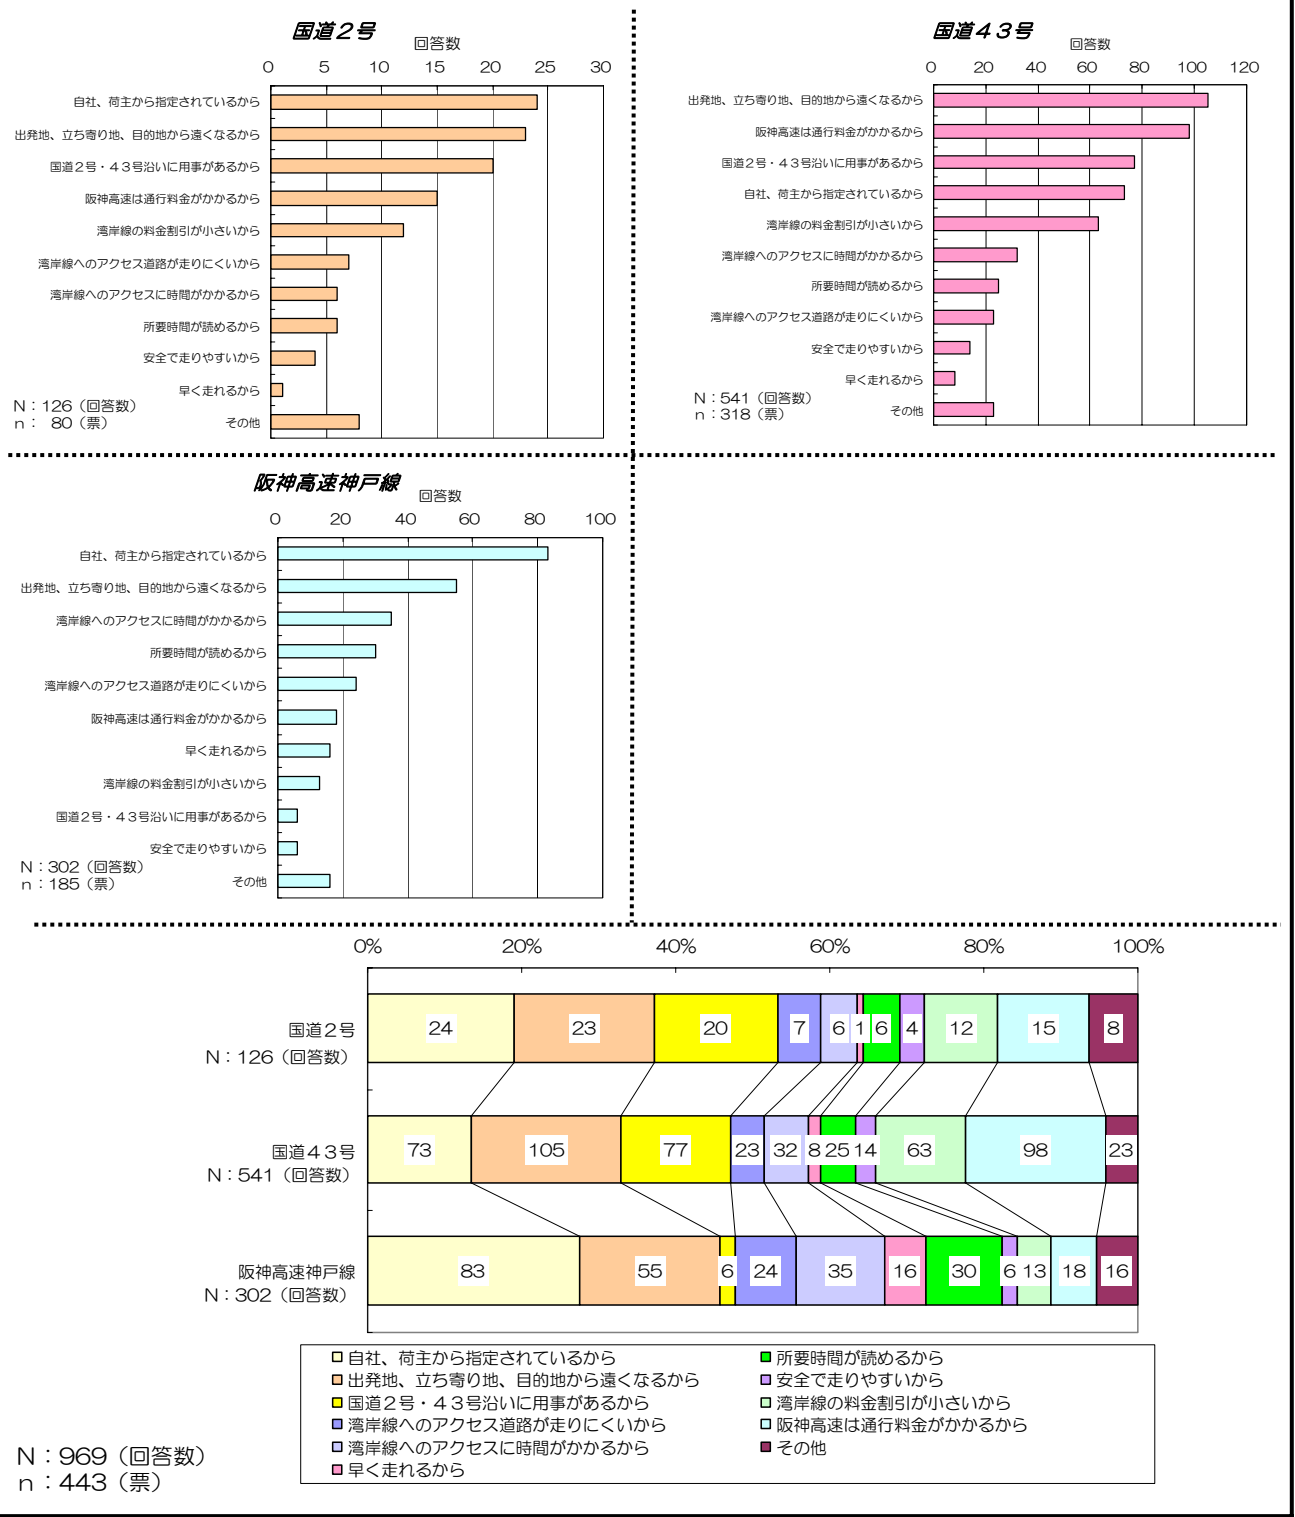 国道2号
回答数
0 5 10 15 20 25 30
自社、荷主から指定されているから
出発地、立ち寄り地、目的地から遠くなるから
国道2号・43号沿いに用事があるから
阪神高速は通行料金がかかるから
湾岸線の料金割引が小さいから
湾岸線へのアクセス道路が走りにくいから
湾岸線へのアクセスに時間がかかるから
所要時間が読めるから
安全で走りやすいから
早く走れるから
その他
N:126(回答数)
n: 80(票)
国道43号
回答数
0 20 40 60 80 100 120
出発地、立ち寄り地、目的地から遠くなるから
阪神高速は通行料金がかかるから
国道2号・43号沿いに用事があるから
自社、荷主から指定されているから
湾岸線の料金割引が小さいから
湾岸線へのアクセスに時間がかかるから
所要時間が読めるから
湾岸線へのアクセス道路が走りにくいから
安全で走りやすいから
早く走れるから
その他
N:541(回答数)
n:318(票)
阪神高速神戸線
回答数
0 20 40 60 80 100
自社、荷主から指定されているから
出発地、立ち寄り地、目的地から遠くなるから
湾岸線へのアクセスに時間がかかるから
所要時間が読めるから
湾岸線へのアクセス道路が走りにくいから
阪神高速は通行料金がかかるから
早く走れるから
湾岸線の料金割引が小さいから
国道2号・43号沿いに用事があるから
安全で走りやすいから
その他
N:302(回答数)
n:185(票)
0% 20% 40% 60% 80% 100%
国道2号
N:126(回答数)
24 23 20 7 6 1 6 4 12 15 8
国道43号
N:541(回答数)
73 105 77 23 32 8 25 14 63 98 23
阪神高速神戸線
N:302(回答数)
83 55 6 24 35 16 30 6 13 18 16
自社、荷主から指定されているから
出発地、立ち寄り地、目的地から遠くなるから
国道2号・43号沿いに用事があるから
湾岸線へのアクセス道路が走りにくいから
湾岸線へのアクセスに時間がかかるから
早く走れるから
所要時間が読めるから
安全で走りやすいから
湾岸線の料金割引が小さいから
阪神高速は通行料金がかかるから
その他
N:969(回答数)
n:443(票)